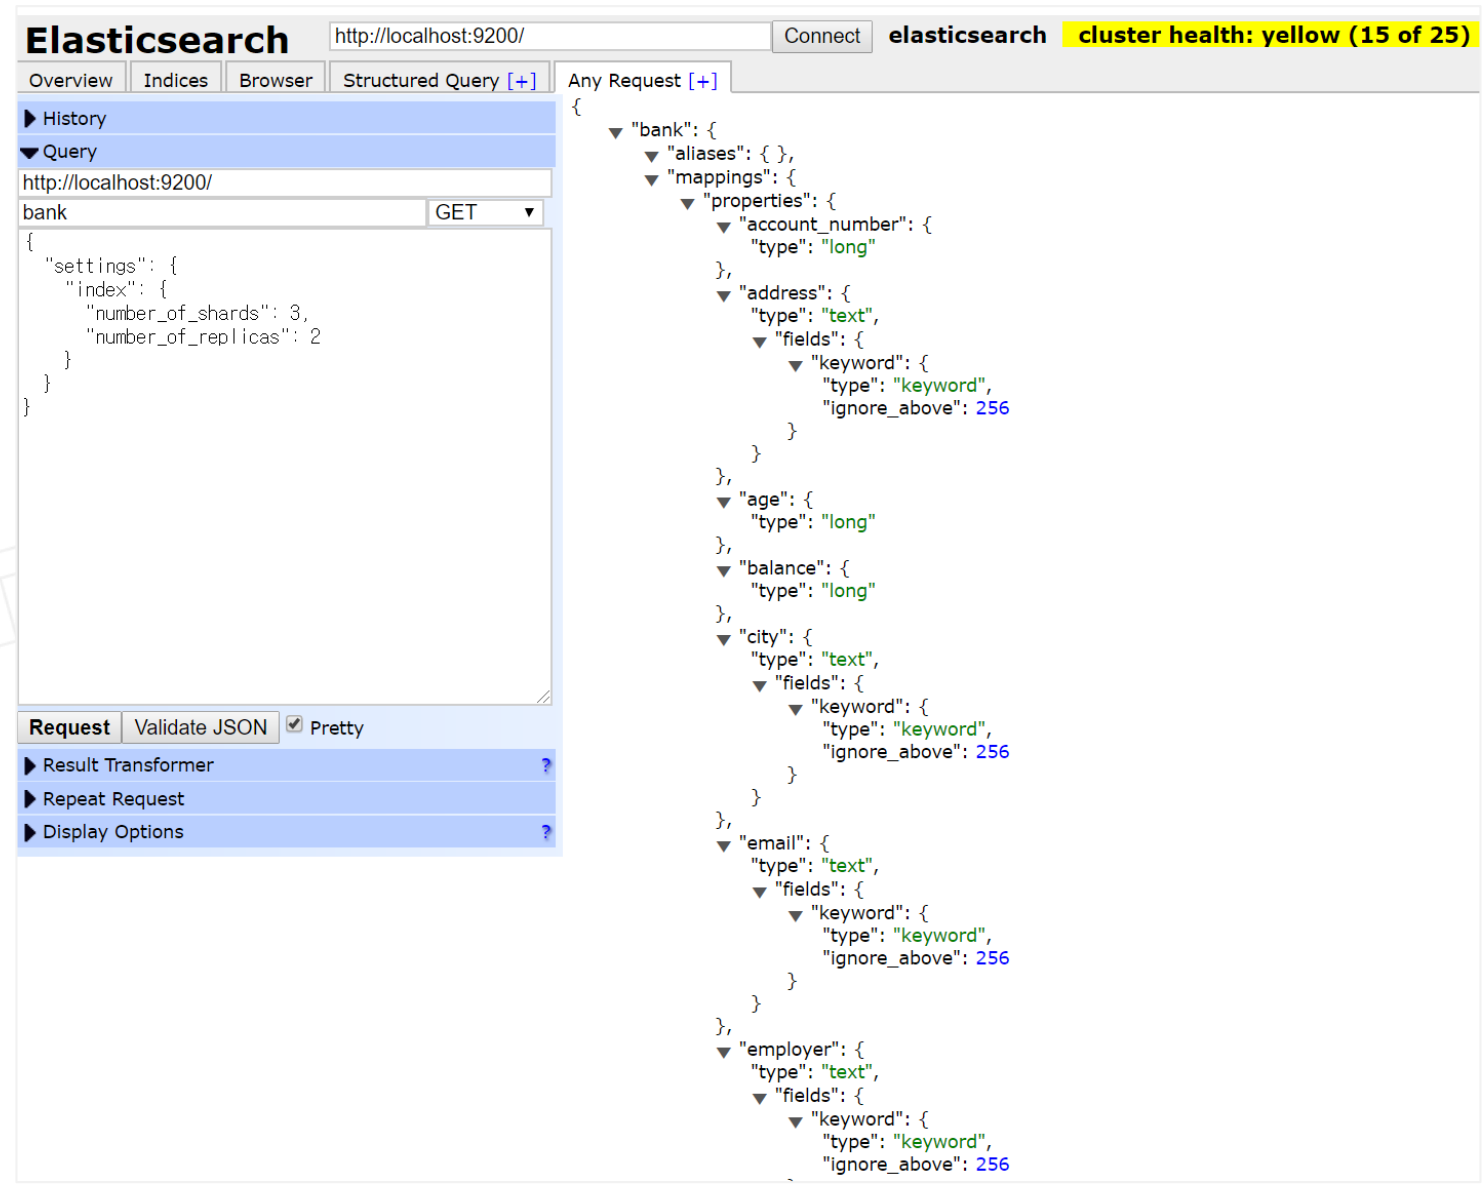 Elasticsearch http://localhost:9200/ Connect elasticsearch cluster health: yellow (15 of 25)
Overview Indices Browser Structured Query [+] Any Request [+]
History
Query
http://localhost:9200/
bank GET
{
"settings": {
"index": {
"number_of_shards": 3,
"number_of_replicas": 2
}
}
}
Request Validate JSON Pretty
Result Transformer ?
Repeat Request
Display Options ?
{
"bank": {
"aliases": { },
"mappings": {
"properties": {
"account_number": {
"type": "long"
},
"address": {
"type": "text",
"fields": {
"keyword": {
"type": "keyword",
"ignore_above": 256
}
}
},
"age": {
"type": "long"
},
"balance": {
"type": "long"
},
"city": {
"type": "text",
"fields": {
"keyword": {
"type": "keyword",
"ignore_above": 256
}
}
},
"email": {
"type": "text",
"fields": {
"keyword": {
"type": "keyword",
"ignore_above": 256
}
}
},
"employer": {
"type": "text",
"fields": {
"keyword": {
"type": "keyword",
"ignore_above": 256